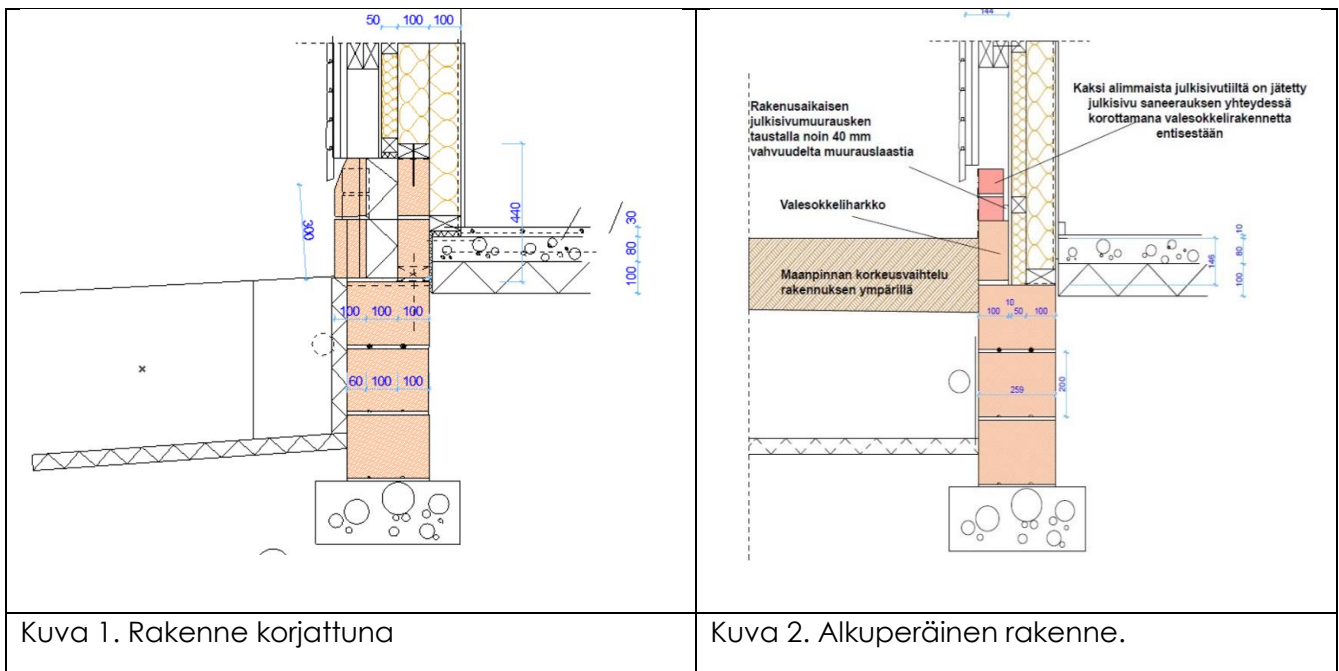 50 100 100
300
440
30
80
100
100 100 100
60 100 100
Kuva 1. Rakenne korjattuna
144
Rakenusaikaisen
julkisivumuurausken
taustalla noin 40 mm
vahvuudelta muurauslaastia
Kaksi alimmaista julkisivutiiltä on jätetty
julkisivu saneerauksen yhteydessä
korottamana valesokkelirakennetta
entisestään
Valesokkeliharkko
Maanpinnan korkeusvaihtelu
rakennuksen ympärillä
146
10
80
100
10
100 50 100
259
200
Kuva 2. Alkuperäinen rakenne.